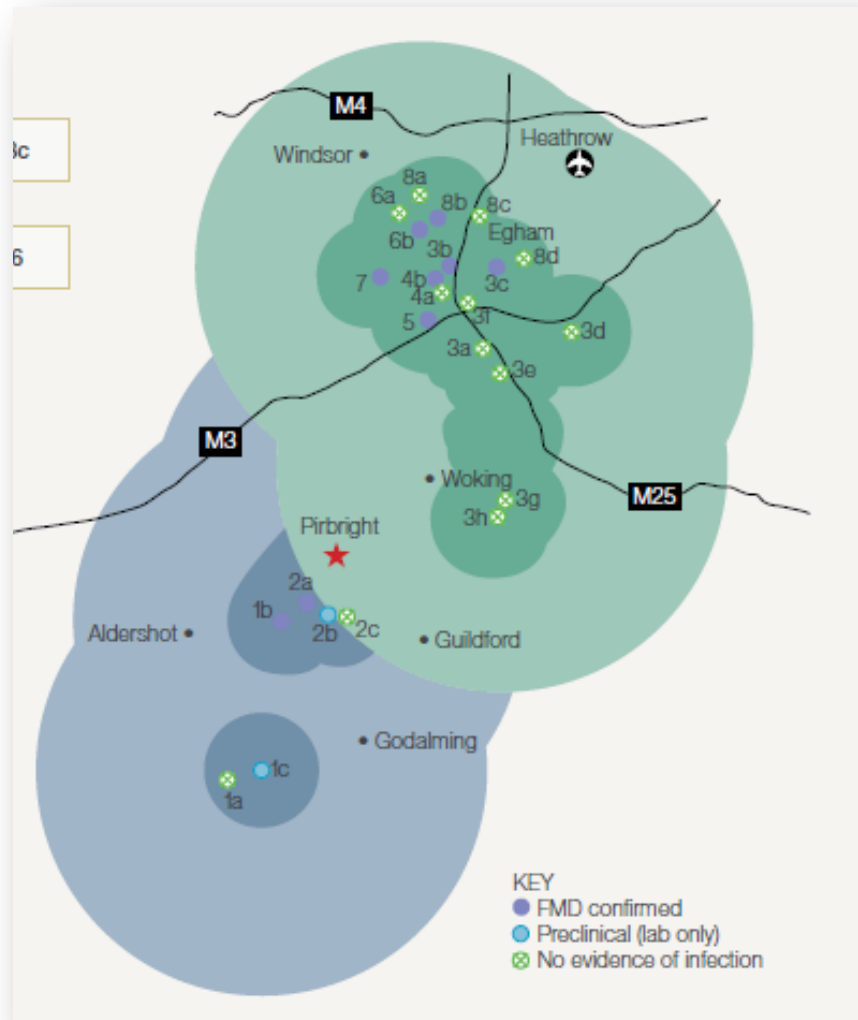 M4
Heathrow
3c
Windsor
8a
6a
8b
8c
6b
Egham
3b
8d
6
7
4b
3c
4a
3f
5
3d
3a
3e
M3
Woking
M25
3g
3h
Pirbright
2a
1b
2b
2c
Aldershot
Guildford
Godalming
1c
1a
KEY
FMD confirmed
Preclinical (lab only)
No evidence of infection